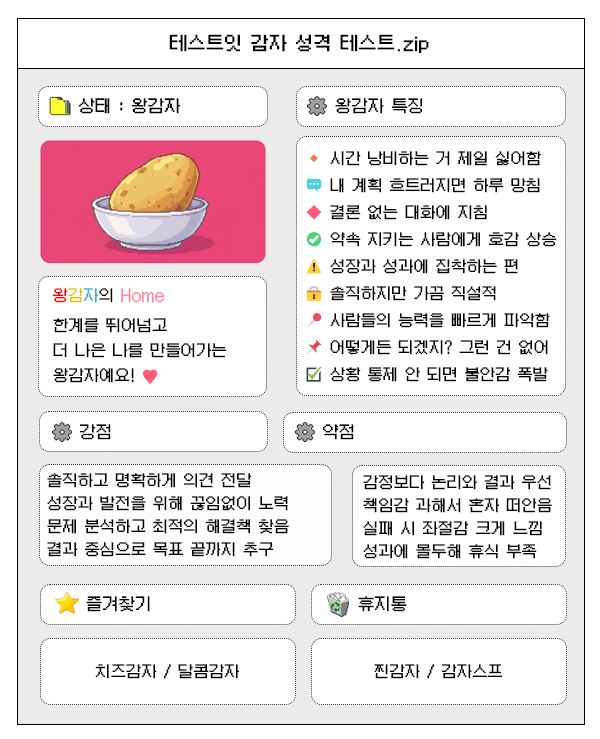 테스트잇 감자 성격 테스트.zip
상태 : 왕감자
왕감자의 Home
한계를 뛰어넘고
더 나은 나를 만들어가는
왕감자예요!
왕감자 특징
시간 낭비하는 거 제일 싫어함
내 계획 흐트러지면 하루 망침
결론 없는 대화에 지침
약속 지키는 사람에게 호감 상승
성장과 성과에 집착하는 편
솔직하지만 가끔 직설적
사람들의 능력을 빠르게 파악함
어떻게든 되겠지? 그런 건 없어
상황 통제 안 되면 불안감 폭발
강점
솔직하고 명확하게 의견 전달
성장과 발전을 위해 끊임없이 노력
문제 분석하고 최적의 해결책 찾음
결과 중심으로 목표 끝까지 추구
약점
감정보다 논리와 결과 우선
책임감 과해서 혼자 떠안음
실패 시 좌절감 크게 느낌
성과에 몰두해 휴식 부족
즐겨찾기
치즈감자 / 달콤감자
휴지통
찐감자 / 감자스프